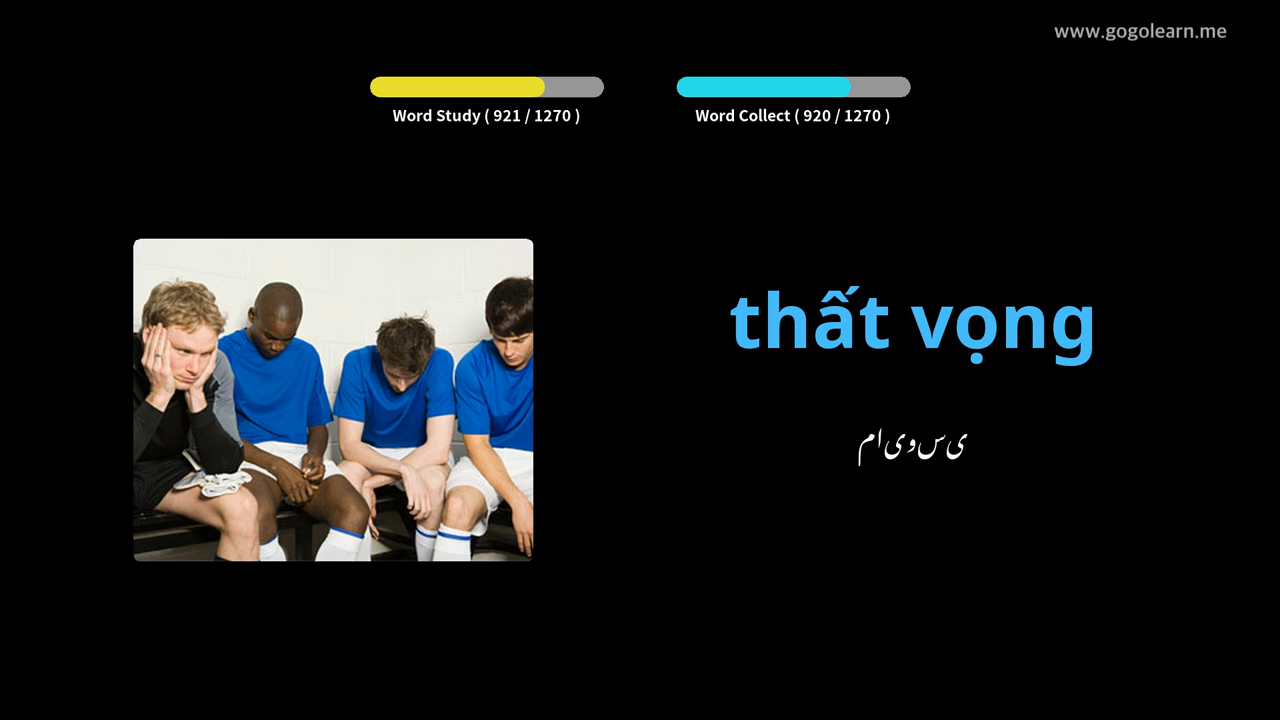 www.gogolearn.me
Word Study ( 921 / 1270 )
Word Collect ( 920 / 1270 )
thất vọng
مایوسی